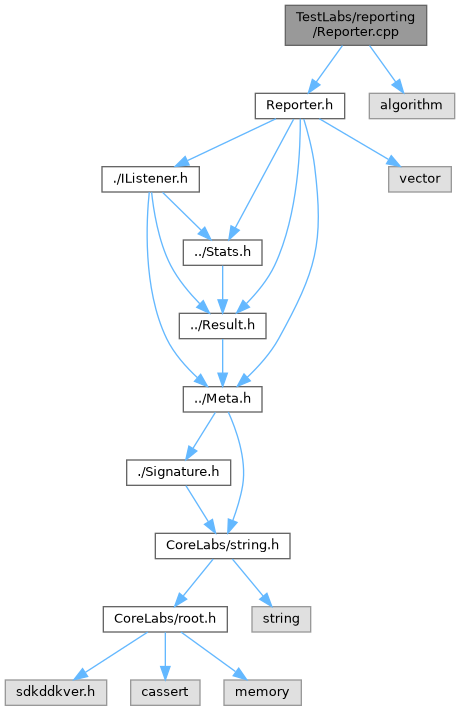 TestLabs/reporting
/Reporter.cpp
Reporter.h
algorithm
./IListener.h
vector
../Stats.h
../Result.h
../Meta.h
./Signature.h
CoreLabs/string.h
CoreLabs/root.h
string
sdkddkver.h
cassert
memory